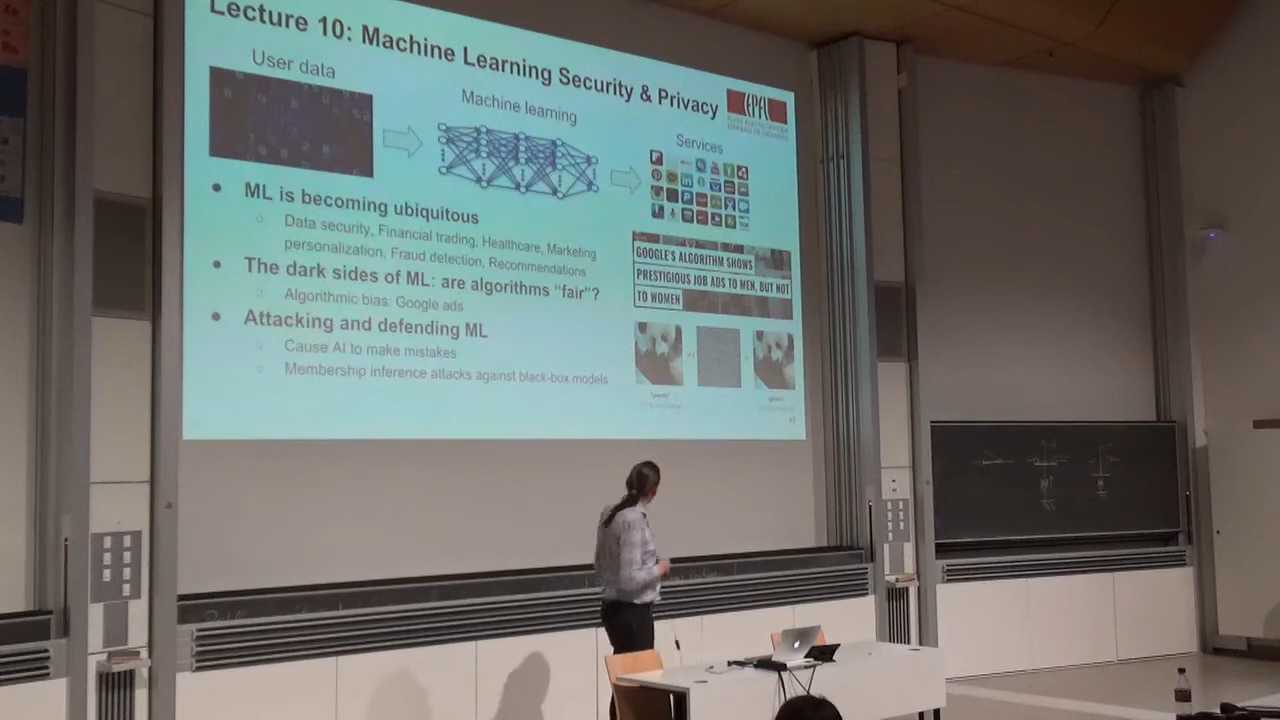 Lecture 10: Machine Learning Security & Privacy
EPFL
User data
Machine learning
Services
ML is becoming ubiquitous
Data security, Financial trading, Healthcare, Marketing
personalization, Fraud detection, Recommendations
The dark sides of ML: are algorithms “fair”?
Algorithmic bias: Google ads
Attacking and defending ML
Cause AI to make mistakes
Membership inference attacks against black-box models
GOOGLE'S ALGORITHM SHOWS
PRESTIGIOUS JOB ADS TO MEN, BUT NOT
TO WOMEN